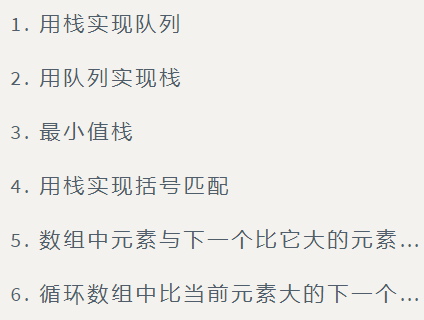 1. 用栈实现队列
2. 用队列实现栈
3. 最小值栈
4. 用栈实现括号匹配
5. 数组中元素与下一个比它大的元素...
6. 循环数组中比当前元素大的下一个...